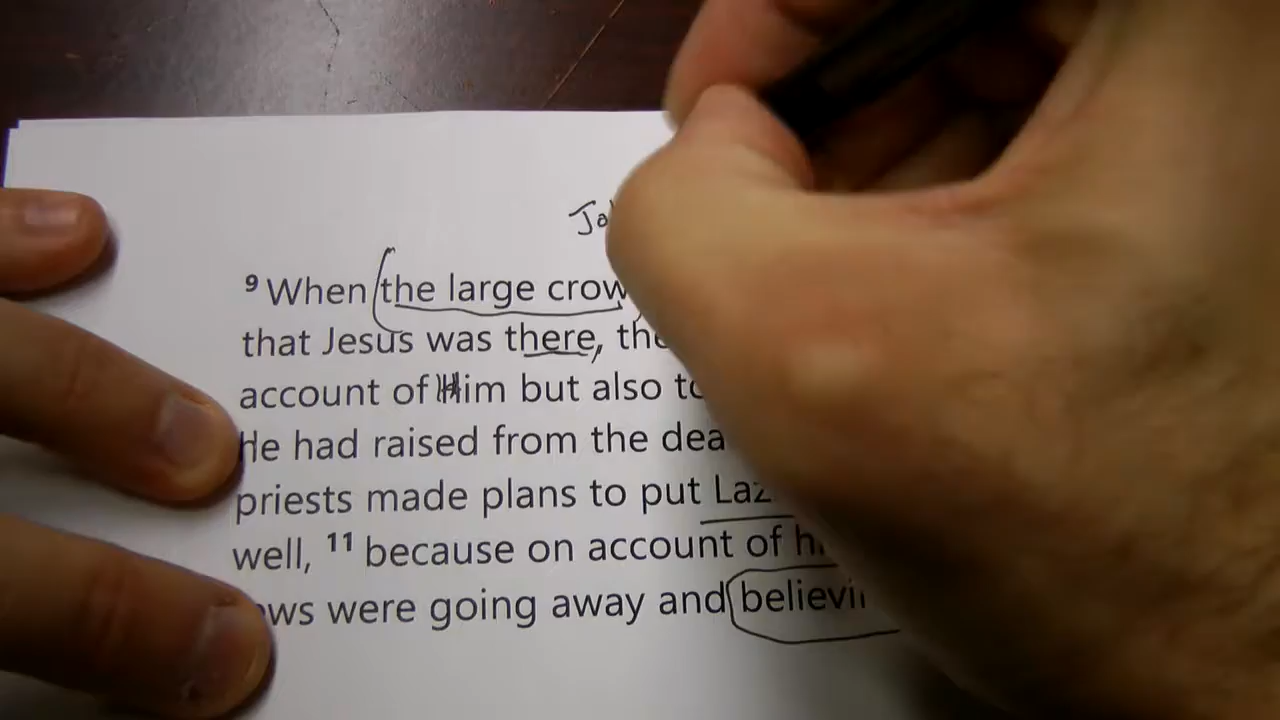 9 When the large crow
that Jesus was there, the
account of Him but also to
he had raised from the dea
priests made plans to put Laz
well, 11 because on account of h
ws were going away and believi